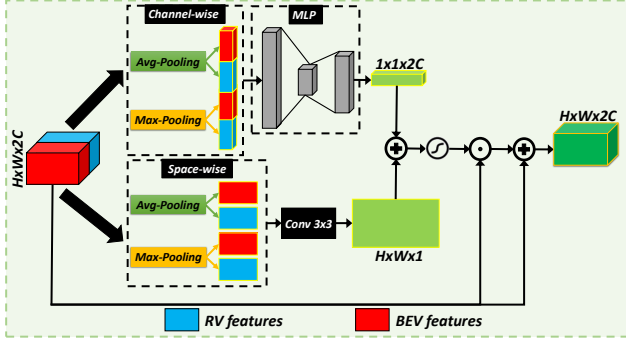 Channel-wise
MLP
Avg-Pooling
Max-Pooling
1x1x2C
HxWx2C
HxWx2C
Space-wise
Avg-Pooling
Max-Pooling
Conv 3x3
HxWx1
RV features
BEV features